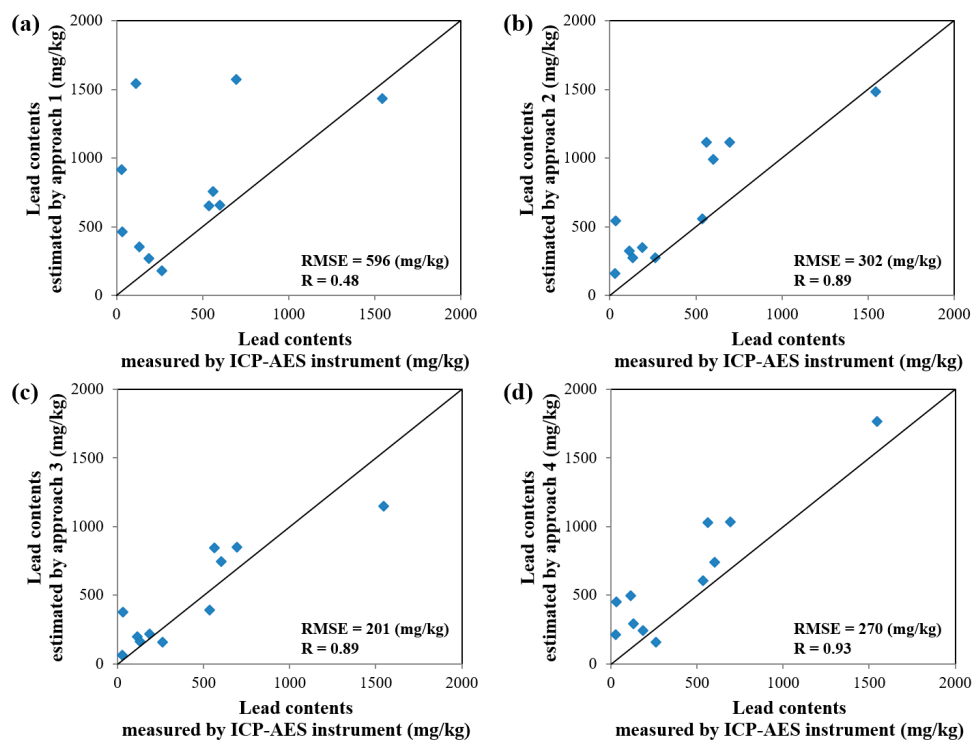 (a)
Lead contents
estimated by approach 1 (mg/kg)
2000
1500
1000
500
0
RMSE = 596 (mg/kg)
R = 0.48
0 500 1000 1500 2000
Lead contents
measured by ICP-AES instrument (mg/kg)
(b)
Lead contents
estimated by approach 2 (mg/kg)
2000
1500
1000
500
0
RMSE = 302 (mg/kg)
R = 0.89
0 500 1000 1500 2000
Lead contents
measured by ICP-AES instrument (mg/kg)
(c)
Lead contents
estimated by approach 3 (mg/kg)
2000
1500
1000
500
0
RMSE = 201 (mg/kg)
R = 0.89
0 500 1000 1500 2000
Lead contents
measured by ICP-AES instrument (mg/kg)
(d)
Lead contents
estimated by approach 4 (mg/kg)
2000
1500
1000
500
0
RMSE = 270 (mg/kg)
R = 0.93
0 500 1000 1500 2000
Lead contents
measured by ICP-AES instrument (mg/kg)